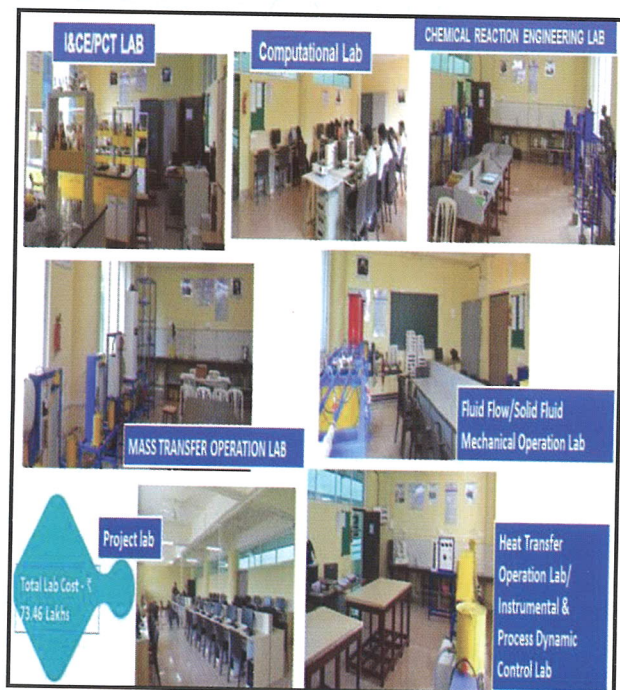 I&CE/PCT LAB
Computational Lab
CHEMICAL REACTION ENGINEERING LAB
MASS TRANSFER OPERATION LAB
Fluid Flow/Solid Fluid
Mechanical Operation Lab
Project lab
Total Lab Cost - ₹
73.46 Lakhs
Heat Transfer
Operation Lab/
Instrumental &
Process Dynamic
Control Lab